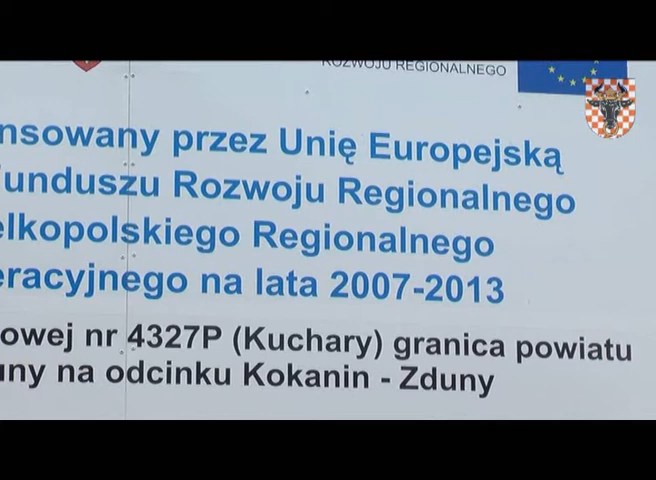 ROZWOJU REGIONALNEGO
nsowany przez Unię Europejską
Funduszu Rozwoju Regionalnego
elkopolskiego Regionalnego
eracyjnego na lata 2007-2013
owej nr 4327P (Kuchary) granica powiatu
uny na odcinku Kokanin - Zduny